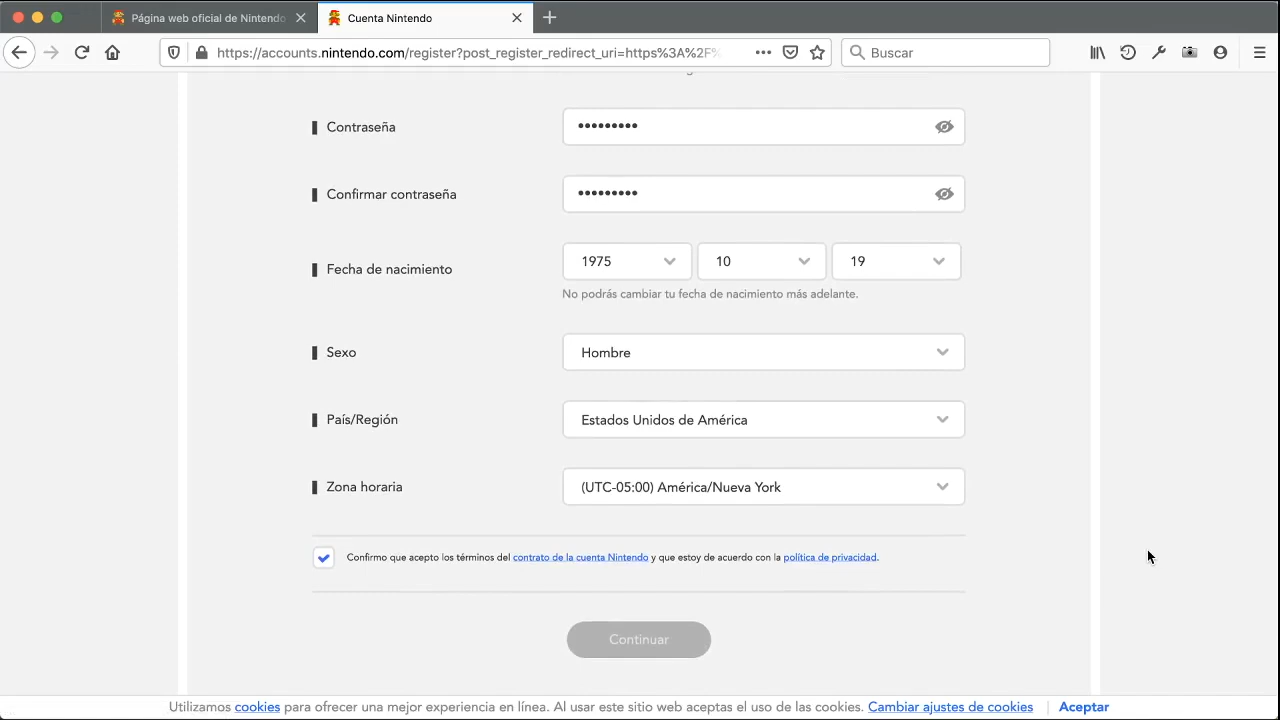 Página web oficial de Nintendo
Cuenta Nintendo
https://accounts.nintendo.com/register?post_register_redirect_uri=https%3A%2F%
Buscar
Contraseña
•••••••••
Confirmar contraseña
•••••••••
Fecha de nacimiento
1975 10 19
No podrás cambiar tu fecha de nacimiento más adelante.
Sexo
Hombre
País/Región
Estados Unidos de América
Zona horaria
(UTC-05:00) América/Nueva York
Confirmo que acepto los términos del contrato de la cuenta Nintendo y que estoy de acuerdo con la política de privacidad.
Continuar
Utilizamos cookies para ofrecer una mejor experiencia en línea. Al usar este sitio web aceptas el uso de las cookies. Cambiar ajustes de cookies
Aceptar